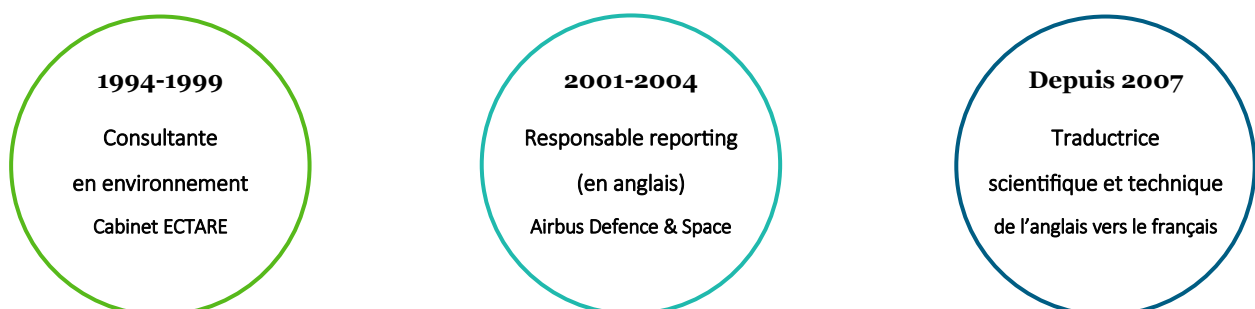 1994-1999
Consultante
en environnement
Cabinet ECTARE
2001-2004
Responsable reporting
(en anglais)
Airbus Defence & Space
Depuis 2007
Traductrice
scientifique et technique
de l’anglais vers le français